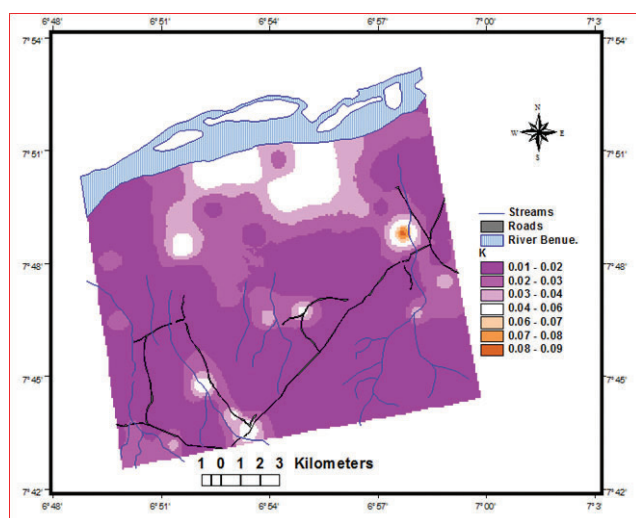 6°48' 6°51' 6°54' 6°57' 7°00' 7°3'
7°54' 7°54'
N
W E
S
7°51' 7°51'
Streams
Roads
River Benue.
K
7°48' 7°48'
0.01 - 0.02
0.02 - 0.03
0.03 - 0.04
0.04 - 0.06
0.06 - 0.07
0.07 - 0.08
0.08 - 0.09
7°45' 7°45'
1 0 1 2 3 Kilometers
7°42' 7°42'
6°48' 6°51' 6°54' 6°57' 7°00' 7°3'